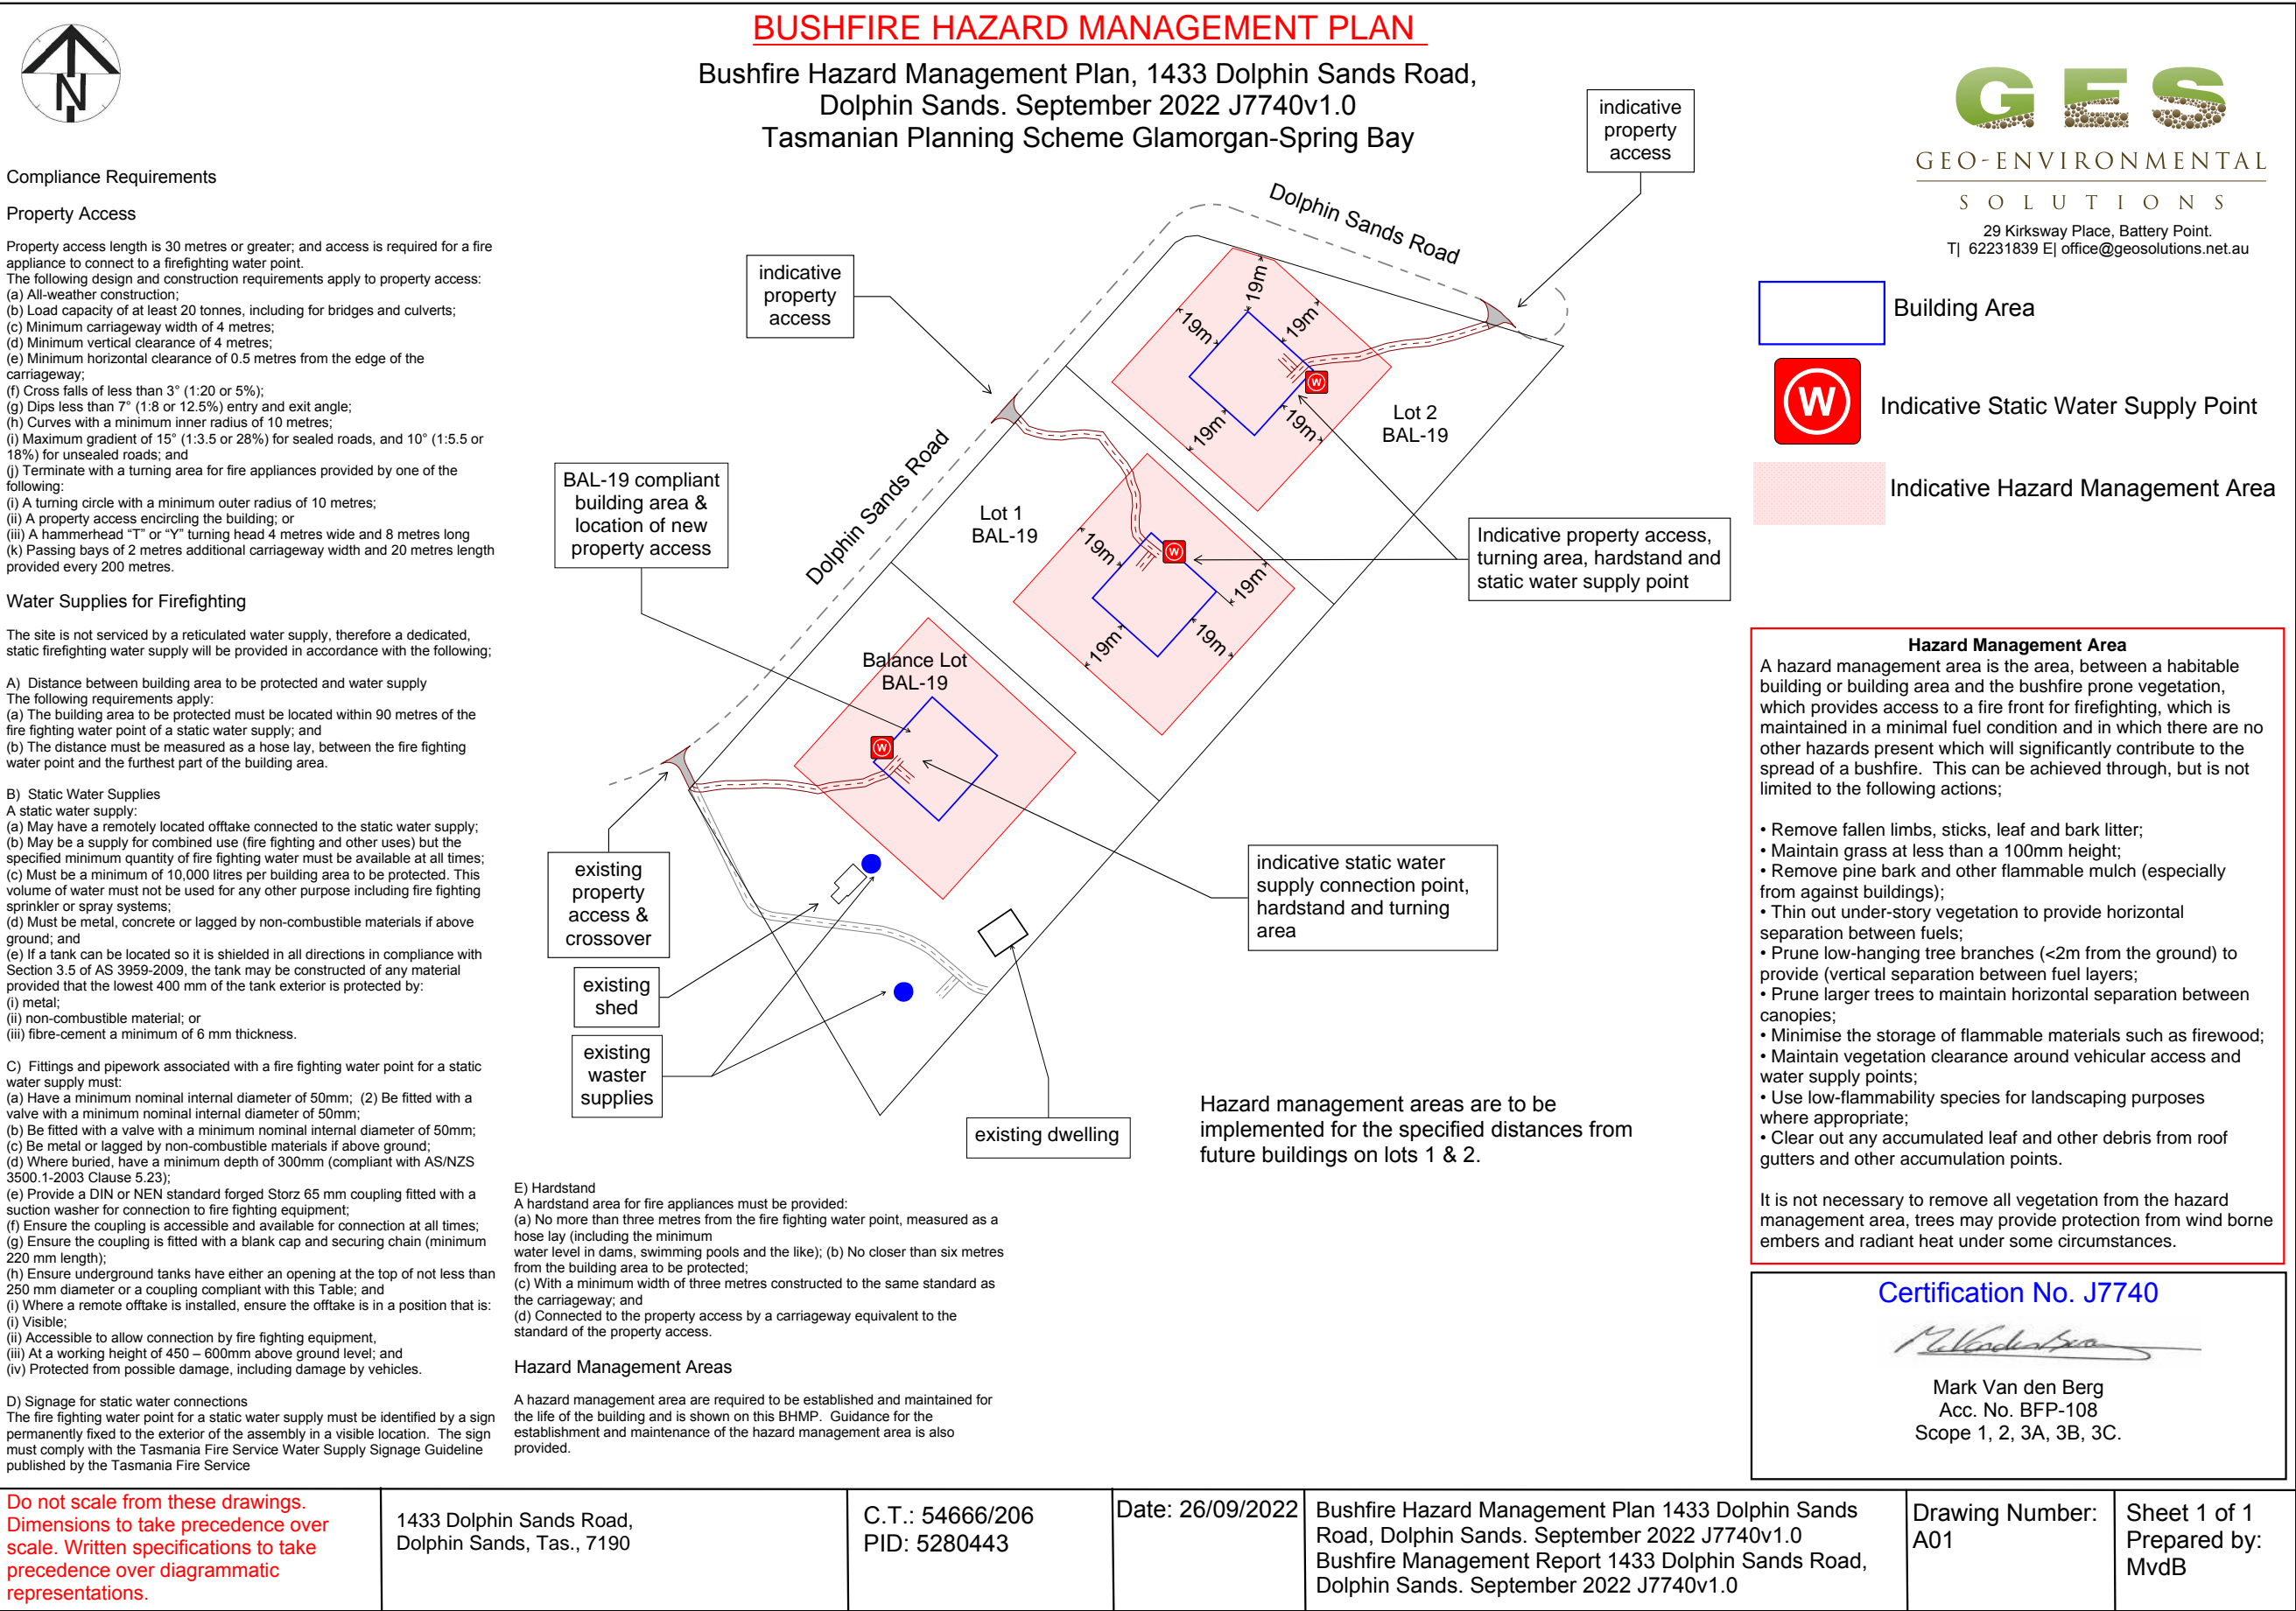 BUSHFIRE HAZARD MANAGEMENT PLAN
Bushfire Hazard Management Plan, 1433 Dolphin Sands Road,
Dolphin Sands. September 2022 J7740v1.0
Tasmanian Planning Scheme Glamorgan-Spring Bay
N
GES
GEO-ENVIRONMENTAL
SOLUTIONS
29 Kirksway Place, Battery Point.
T| 62231839 E| office@geosolutions.net.au
Compliance Requirements
Property Access
Property access length is 30 metres or greater; and access is required for a fire
appliance to connect to a firefighting water point.
The following design and construction requirements apply to property access:
(a) All-weather construction;
(b) Load capacity of at least 20 tonnes, including for bridges and culverts;
(c) Minimum carriageway width of 4 metres;
(d) Minimum vertical clearance of 4 metres;
(e) Minimum horizontal clearance of 0.5 metres from the edge of the
carriageway;
(f) Cross falls of less than 3° (1:20 or 5%);
(g) Dips less than 7° (1:8 or 12.5%) entry and exit angle;
(h) Curves with a minimum inner radius of 10 metres;
(i) Maximum gradient of 15° (1:3.5 or 28%) for sealed roads, and 10° (1:5.5 or
18%) for unsealed roads; and
(j) Terminate with a turning area for fire appliances provided by one of the
following:
(i) A turning circle with a minimum outer radius of 10 metres;
(ii) A property access encircling the building; or
(iii) A hammerhead “T” or “Y” turning head 4 metres wide and 8 metres long
(k) Passing bays of 2 metres additional carriageway width and 20 metres length
provided every 200 metres.
Water Supplies for Firefighting
The site is not serviced by a reticulated water supply, therefore a dedicated,
static firefighting water supply will be provided in accordance with the following;
A) Distance between building area to be protected and water supply
The following requirements apply:
(a) The building area to be protected must be located within 90 metres of the
fire fighting water point of a static water supply; and
(b) The distance must be measured as a hose lay, between the fire fighting
water point and the furthest part of the building area.
B) Static Water Supplies
A static water supply:
(a) May have a remotely located offtake connected to the static water supply;
(b) May be a supply for combined use (fire fighting and other uses) but the
specified minimum quantity of fire fighting water must be available at all times;
(c) Must be a minimum of 10,000 litres per building area to be protected. This
volume of water must not be used for any other purpose including fire fighting
sprinkler or spray systems;
(d) Must be metal, concrete or lagged by non-combustible materials if above
ground; and
(e) If a tank can be located so it is shielded in all directions in compliance with
Section 3.5 of AS 3959-2009, the tank may be constructed of any material
provided that the lowest 400 mm of the tank exterior is protected by:
(i) metal;
(ii) non-combustible material; or
(iii) fibre-cement a minimum of 6 mm thickness.
C) Fittings and pipework associated with a fire fighting water point for a static
water supply must:
(a) Have a minimum nominal internal diameter of 50mm; (2) Be fitted with a
valve with a minimum nominal internal diameter of 50mm;
(b) Be fitted with a valve with a minimum nominal internal diameter of 50mm;
(c) Be metal or lagged by non-combustible materials if above ground;
(d) Where buried, have a minimum depth of 300mm (compliant with AS/NZS
3500.1-2003 Clause 5.23);
(e) Provide a DIN or NEN standard forged Storz 65 mm coupling fitted with a
suction washer for connection to fire fighting equipment;
(f) Ensure the coupling is accessible and available for connection at all times;
(g) Ensure the coupling is fitted with a blank cap and securing chain (minimum
220 mm length);
(h) Ensure underground tanks have either an opening at the top of not less than
250 mm diameter or a coupling compliant with this Table; and
(i) Where a remote offtake is installed, ensure the offtake is in a position that is:
(i) Visible;
(ii) Accessible to allow connection by fire fighting equipment,
(iii) At a working height of 450 – 600mm above ground level; and
(iv) Protected from possible damage, including damage by vehicles.
D) Signage for static water connections
The fire fighting water point for a static water supply must be identified by a sign
permanently fixed to the exterior of the assembly in a visible location. The sign
must comply with the Tasmania Fire Service Water Supply Signage Guideline
published by the Tasmania Fire Service
E) Hardstand
A hardstand area for fire appliances must be provided:
(a) No more than three metres from the fire fighting water point, measured as a
hose lay (including the minimum
water level in dams, swimming pools and the like); (b) No closer than six metres
from the building area to be protected;
(c) With a minimum width of three metres constructed to the same standard as
the carriageway; and
(d) Connected to the property access by a carriageway equivalent to the
standard of the property access.
Hazard Management Areas
A hazard management area are required to be established and maintained for
the life of the building and is shown on this BHMP. Guidance for the
establishment and maintenance of the hazard management area is also
provided.
indicative
property
access
Dolphin Sands Road
indicative
property
access
Dolphin Sands Road
19m
19m
19m
19m
19m
W
Lot 2
BAL-19
Lot 1
BAL-19
19m
19m
19m
19m
W
BAL-19 compliant
building area &
location of new
property access
Indicative property access,
turning area, hardstand and
static water supply point
Balance Lot
BAL-19
W
existing
property
access &
crossover
indicative static water
supply connection point,
hardstand and turning
area
existing
shed
existing
waster
supplies
existing dwelling
Hazard management areas are to be
implemented for the specified distances from
future buildings on lots 1 & 2.
Building Area
W
Indicative Static Water Supply Point
Indicative Hazard Management Area
Hazard Management Area
A hazard management area is the area, between a habitable
building or building area and the bushfire prone vegetation,
which provides access to a fire front for firefighting, which is
maintained in a minimal fuel condition and in which there are no
other hazards present which will significantly contribute to the
spread of a bushfire. This can be achieved through, but is not
limited to the following actions;
• Remove fallen limbs, sticks, leaf and bark litter;
• Maintain grass at less than a 100mm height;
• Remove pine bark and other flammable mulch (especially
from against buildings);
• Thin out under-story vegetation to provide horizontal
separation between fuels;
• Prune low-hanging tree branches (<2m from the ground) to
provide (vertical separation between fuel layers;
• Prune larger trees to maintain horizontal separation between
canopies;
• Minimise the storage of flammable materials such as firewood;
• Maintain vegetation clearance around vehicular access and
water supply points;
• Use low-flammability species for landscaping purposes
where appropriate;
• Clear out any accumulated leaf and other debris from roof
gutters and other accumulation points.
It is not necessary to remove all vegetation from the hazard
management area, trees may provide protection from wind borne
embers and radiant heat under some circumstances.
Certification No. J7740
Mark Van den Berg
Acc. No. BFP-108
Scope 1, 2, 3A, 3B, 3C.
Do not scale from these drawings.
Dimensions to take precedence over
scale. Written specifications to take
precedence over diagrammatic
representations.
1433 Dolphin Sands Road,
Dolphin Sands, Tas., 7190
C.T.: 54666/206
PID: 5280443
Date: 26/09/2022
Bushfire Hazard Management Plan 1433 Dolphin Sands
Road, Dolphin Sands. September 2022 J7740v1.0
Bushfire Management Report 1433 Dolphin Sands Road,
Dolphin Sands. September 2022 J7740v1.0
Drawing Number:
A01
Sheet 1 of 1
Prepared by:
MvdB